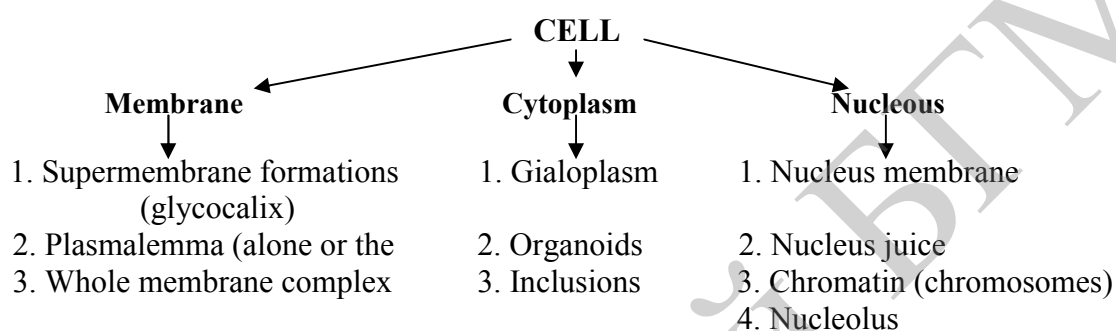 CELL
Membrane Cytoplasm Nucleous
1. Supermembrane formations 1. Gialoplasm 1. Nucleus membrane
(glycocalix)
2. Plasmalemma (alone or the 2. Organoids 2. Nucleus juice
3. Whole membrane complex 3. Inclusions 3. Chromatin (chromosomes)
4. Nucleolus
БГМ